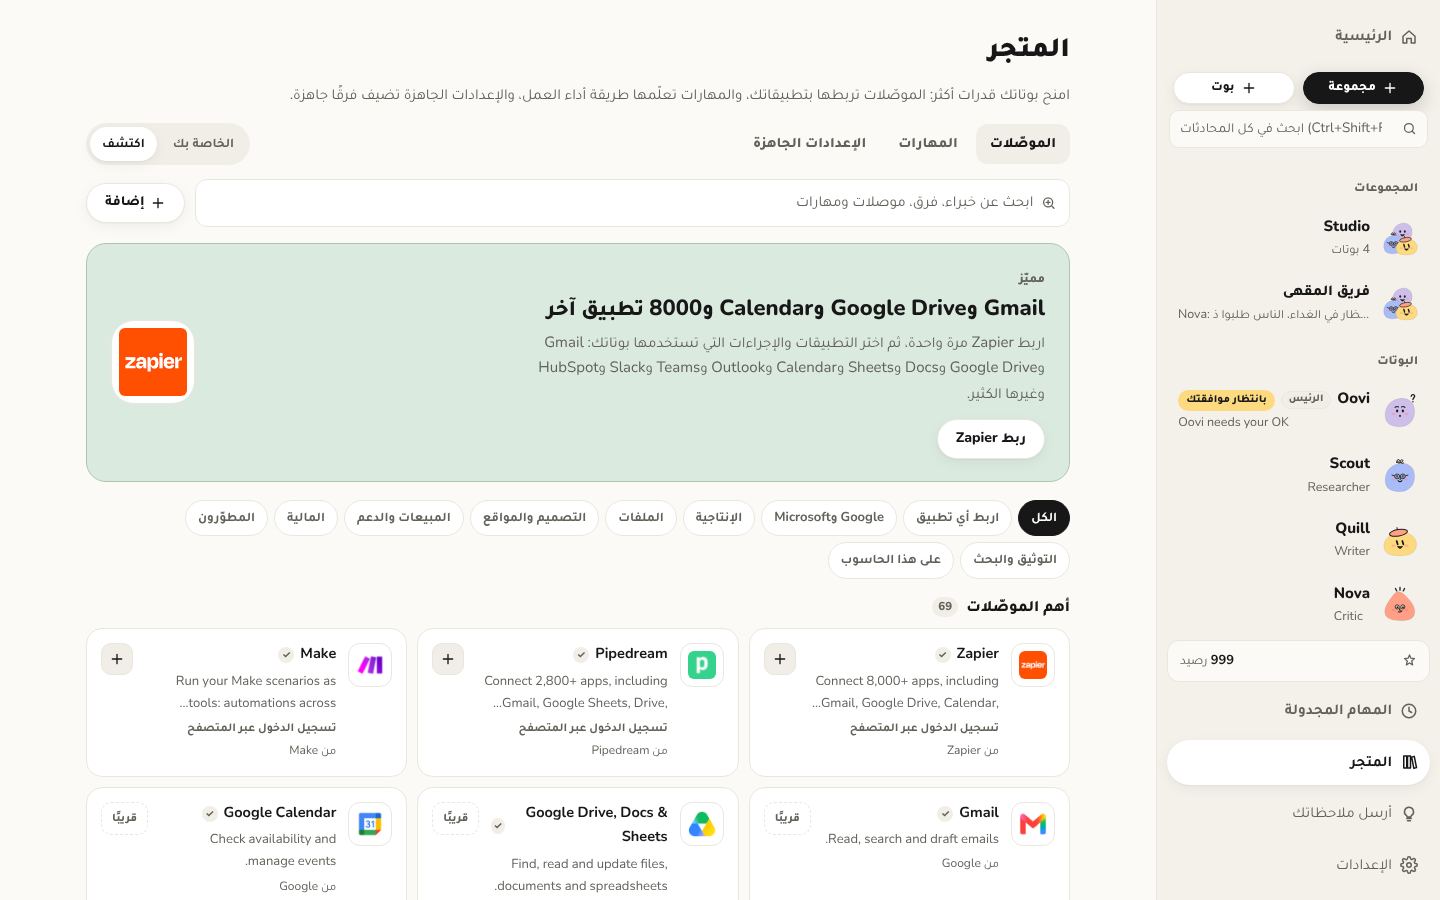 الرئيسية
+ مجموعة
+ بوت
ابحث في كل المحادثات (Ctrl+Shift+F
المجموعات
Studio
4 بوتات
فريق المقهى
Nova: ظار في الغداء. الناس طلبوا ذ...
البوتات
Oovi الرئيس بانتظار موافقتك
Oovi needs your OK
Scout
Researcher
Quill
Writer
Nova
Critic
999 رصيد
المهام المجدولة
المتجر
أرسل ملاحظاتك
الإعدادات
المتجر
امنح بوتاتك قدرات أكثر: الموصّلات تربطها بتطبيقاتك، والمهارات تعلّمها طريقة أداء العمل، والإعدادات الجاهزة تضيف فرقًا جاهزة.
الموصّلات
المهارات
الإعدادات الجاهزة
الخاصة بك
اكتشف
ابحث عن خبراء، فرق، موصلات ومهارات
+ إضافة
مميّز
Gmail وGoogle Drive وCalendar و8000 تطبيق آخر
اربط Zapier مرة واحدة، ثم اختر التطبيقات والإجراءات التي تستخدمها بوتاتك: Gmail
وGoogle Drive وDocs وSheets وCalendar وOutlook وTeams وSlack وHubSpot
وغيرها الكثير.
ربط Zapier
zapier
الكل
اربط أي تطبيق
Google وMicrosoft
الإنتاجية
الملفات
التصميم والمواقع
المبيعات والدعم
المالية
المطوّرون
التوثيق والبحث
على هذا الحاسوب
أهم الموصّلات 69
zapier
Zapier
Connect 8,000+ apps, including
Gmail, Google Drive, Calendar,...
تسجيل الدخول عبر المتصفح
من Zapier
Pipedream
Connect 2,800+ apps, including
Gmail, Google Sheets, Drive,...
تسجيل الدخول عبر المتصفح
من Pipedream
Make
Run your Make scenarios as
tools: automations across...
تسجيل الدخول عبر المتصفح
من Make
Gmail
قريبًا
Read, search and draft emails.
من Google
Google Drive, Docs &
Sheets
قريبًا
Find, read and update files,
documents and spreadsheets.
31
Google Calendar
قريبًا
Check availability and
manage events.
من Google